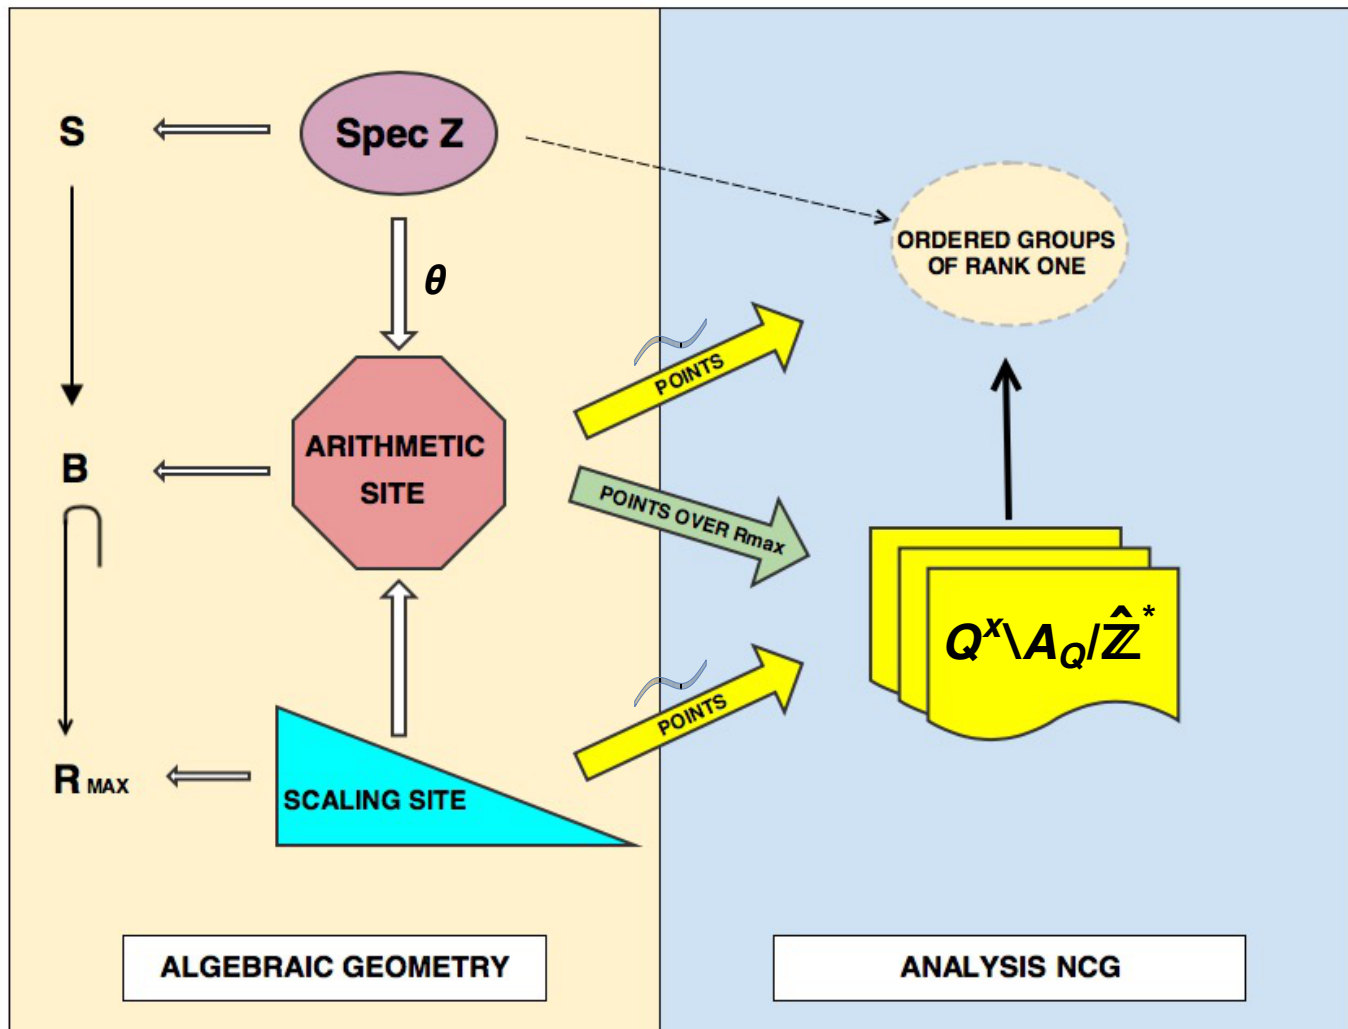 S
Spec Z
θ
ORDERED GROUPS
OF RANK ONE
POINTS
B
ARITHMETIC
SITE
POINTS OVER Rmax
Qˣ\A_Q/Ẑ*
POINTS
R MAX
SCALING SITE
ALGEBRAIC GEOMETRY
ANALYSIS NCG